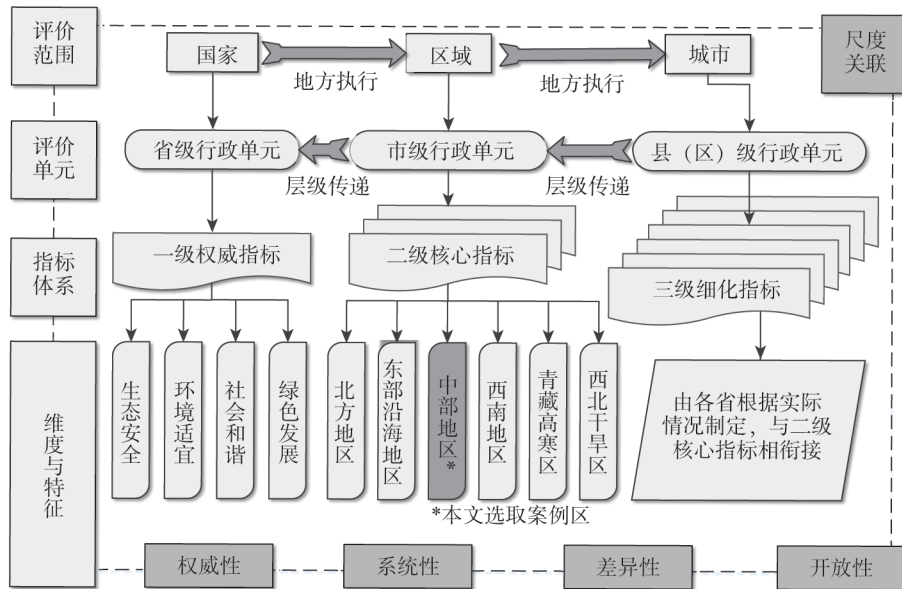 评价
范围
国家
区域
城市
尺度
关联
地方执行
地方执行
评价
单元
省级行政单元
市级行政单元
县（区）级行政单元
层级传递
层级传递
指标
体系
一级权威指标
二级核心指标
三级细化指标
维度与特征
生态安全
环境适宜
社会和谐
绿色发展
北方地区
东部沿海地区
中部地区*
西南地区
青藏高寒区
西北干旱区
由各省根据实际
情况制定，与二级
核心指标相衔接
*本文选取案例区
权威性
系统性
差异性
开放性